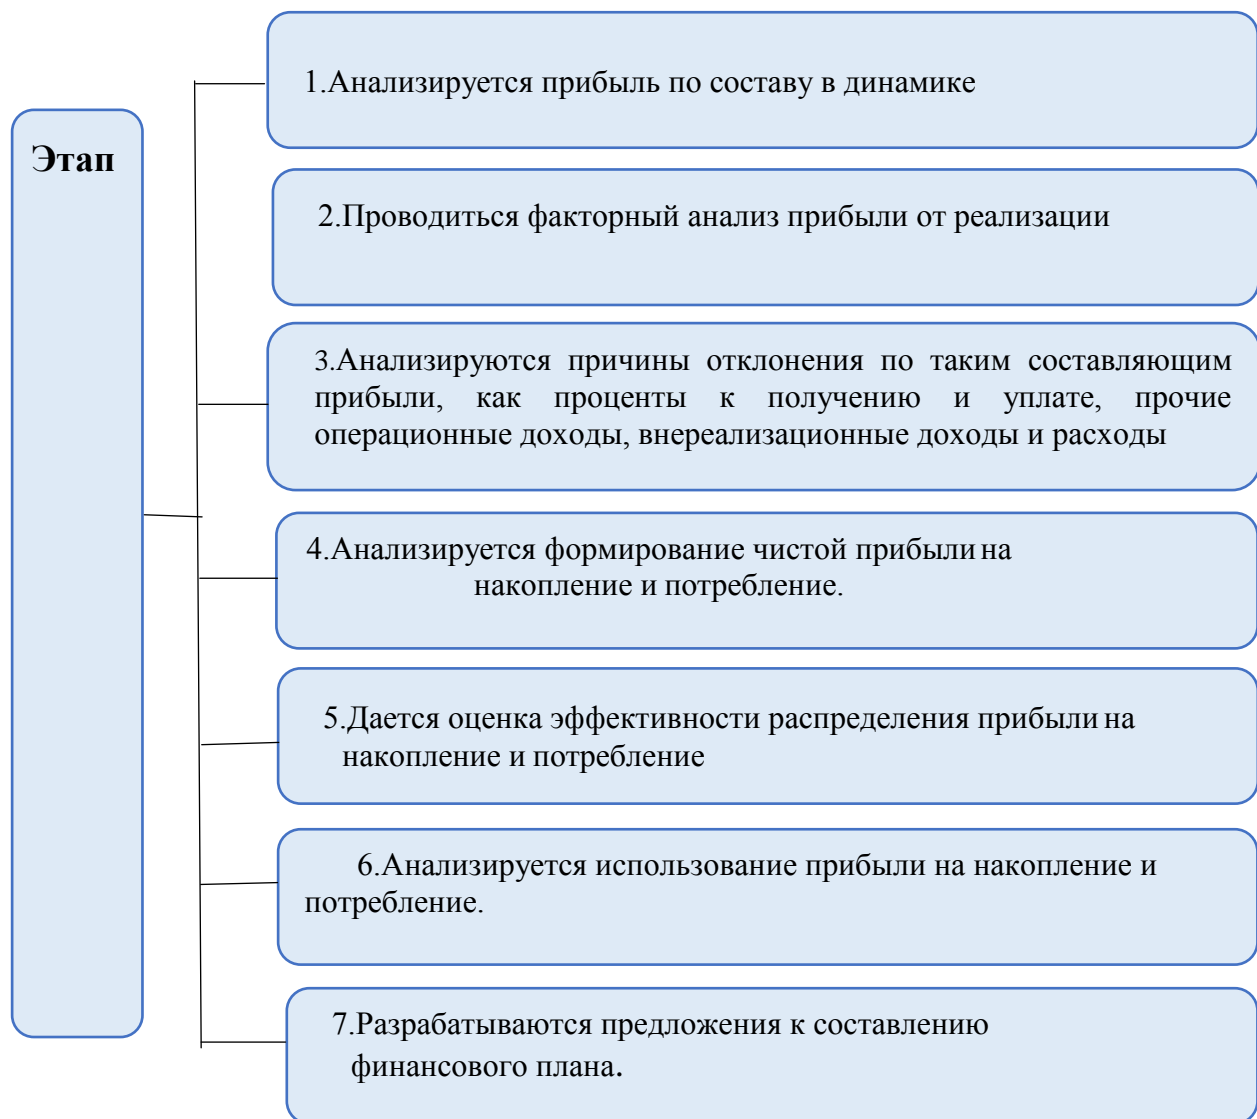 Этап
1.Анализируется прибыль по составу в динамике
2.Проводиться факторный анализ прибыли от реализации
3.Анализируются причины отклонения по таким составляющим
прибыли, как проценты к получению и уплате, прочие
операционные доходы, внереализационные доходы и расходы
4.Анализируется формирование чистой прибыли на
накопление и потребление.
5.Дается оценка эффективности распределения прибыли на
накопление и потребление
6.Анализируется использование прибыли на накопление и
потребление.
7.Разрабатываются предложения к составлению
финансового плана.